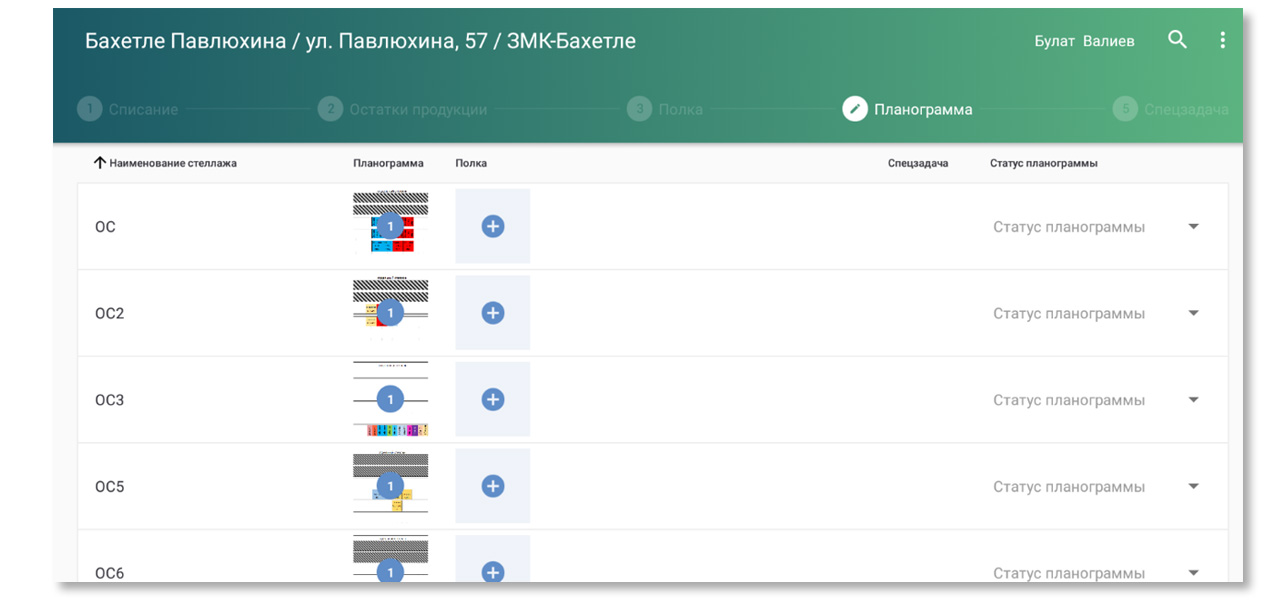 Бахетле Павлюхина / ул. Павлюхина, 57 / ЗМК-Бахетле
Булат Валиев
1 Списание
2 Остатки продукции
3 Полка
Планограмма
5 Спецзадача
Наименование стеллажа Планограмма Полка Спецзадача Статус планограммы
ОС 1 Статус планограммы
ОС2 1 Статус планограммы
ОС3 1 Статус планограммы
ОС5 1 Статус планограммы
ОС6 1 Статус планограммы